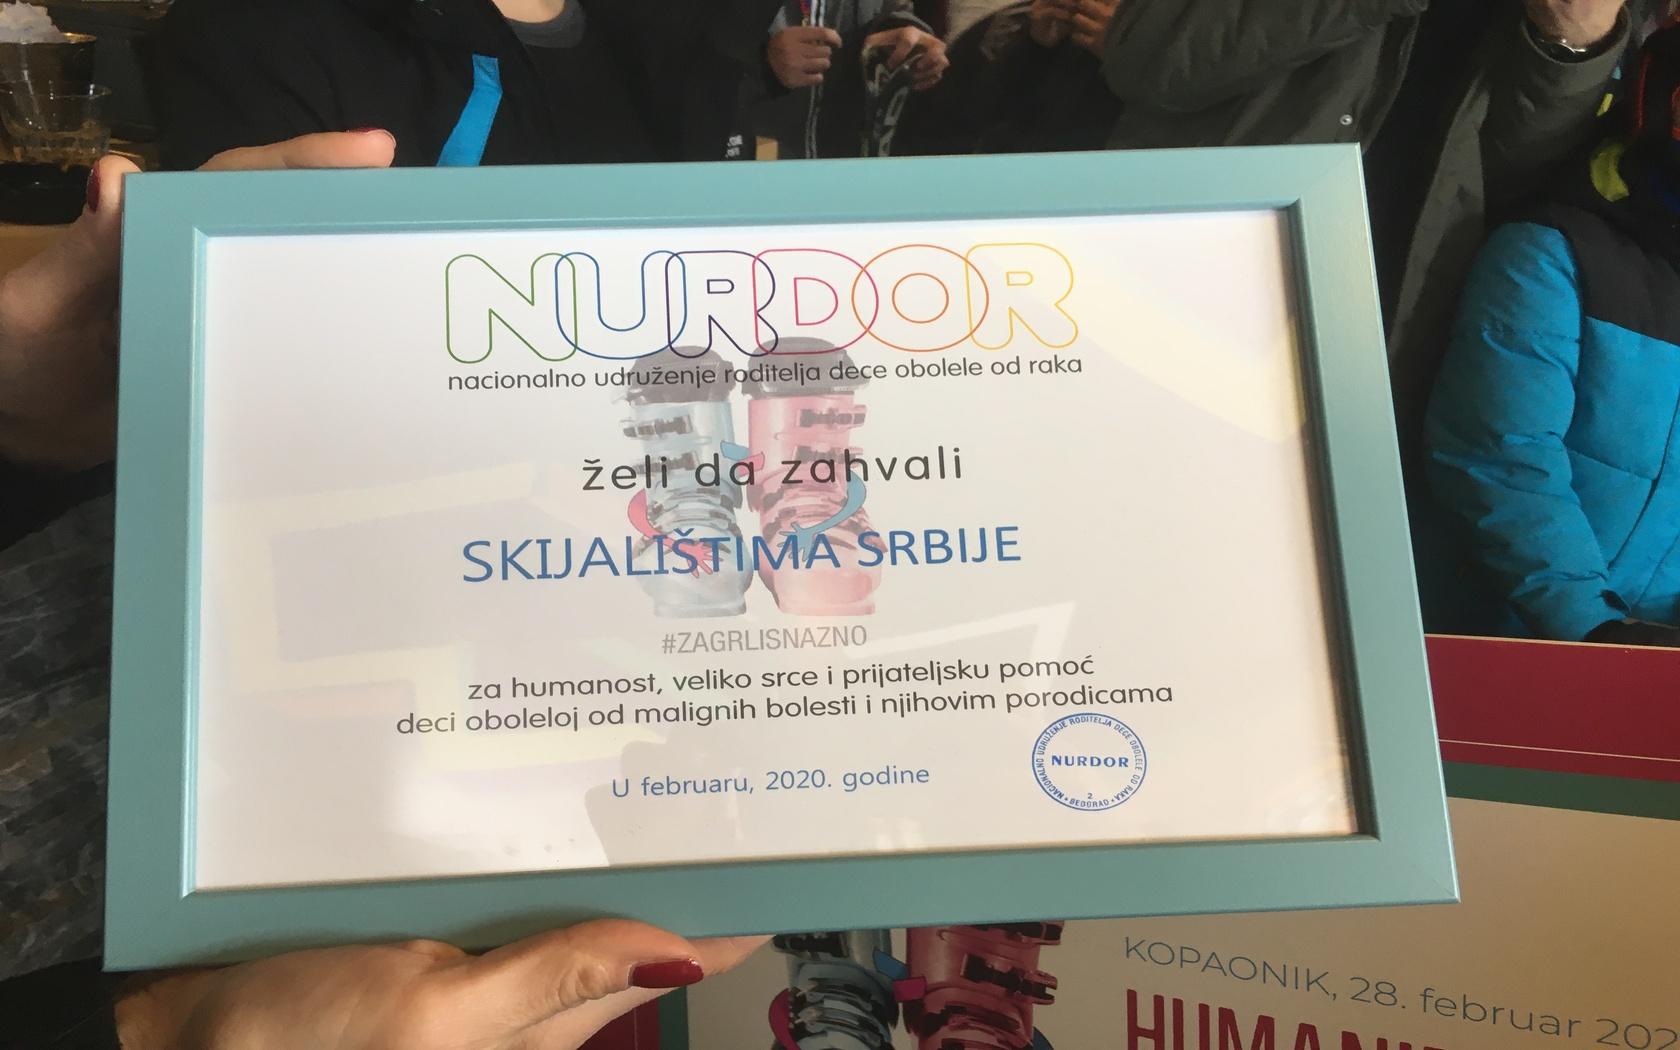 NURDOR
nacionalno udruženje roditelja dece obolele od raka
želi da zahvali
SKIJALIŠTIMA SRBIJE
#ZAGRLISNAZNO
za humanost, veliko srce i prijateljsku pomoć
deci oboleloj od malignih bolesti i njihovim porodicama
U februaru, 2020. godine
NACIONALNO UDRUŽENJE RODITELJA DECE OBOLELE OD RAKA
NURDOR
2
BEOGRAD
KOPAONIK, 28. februar 202